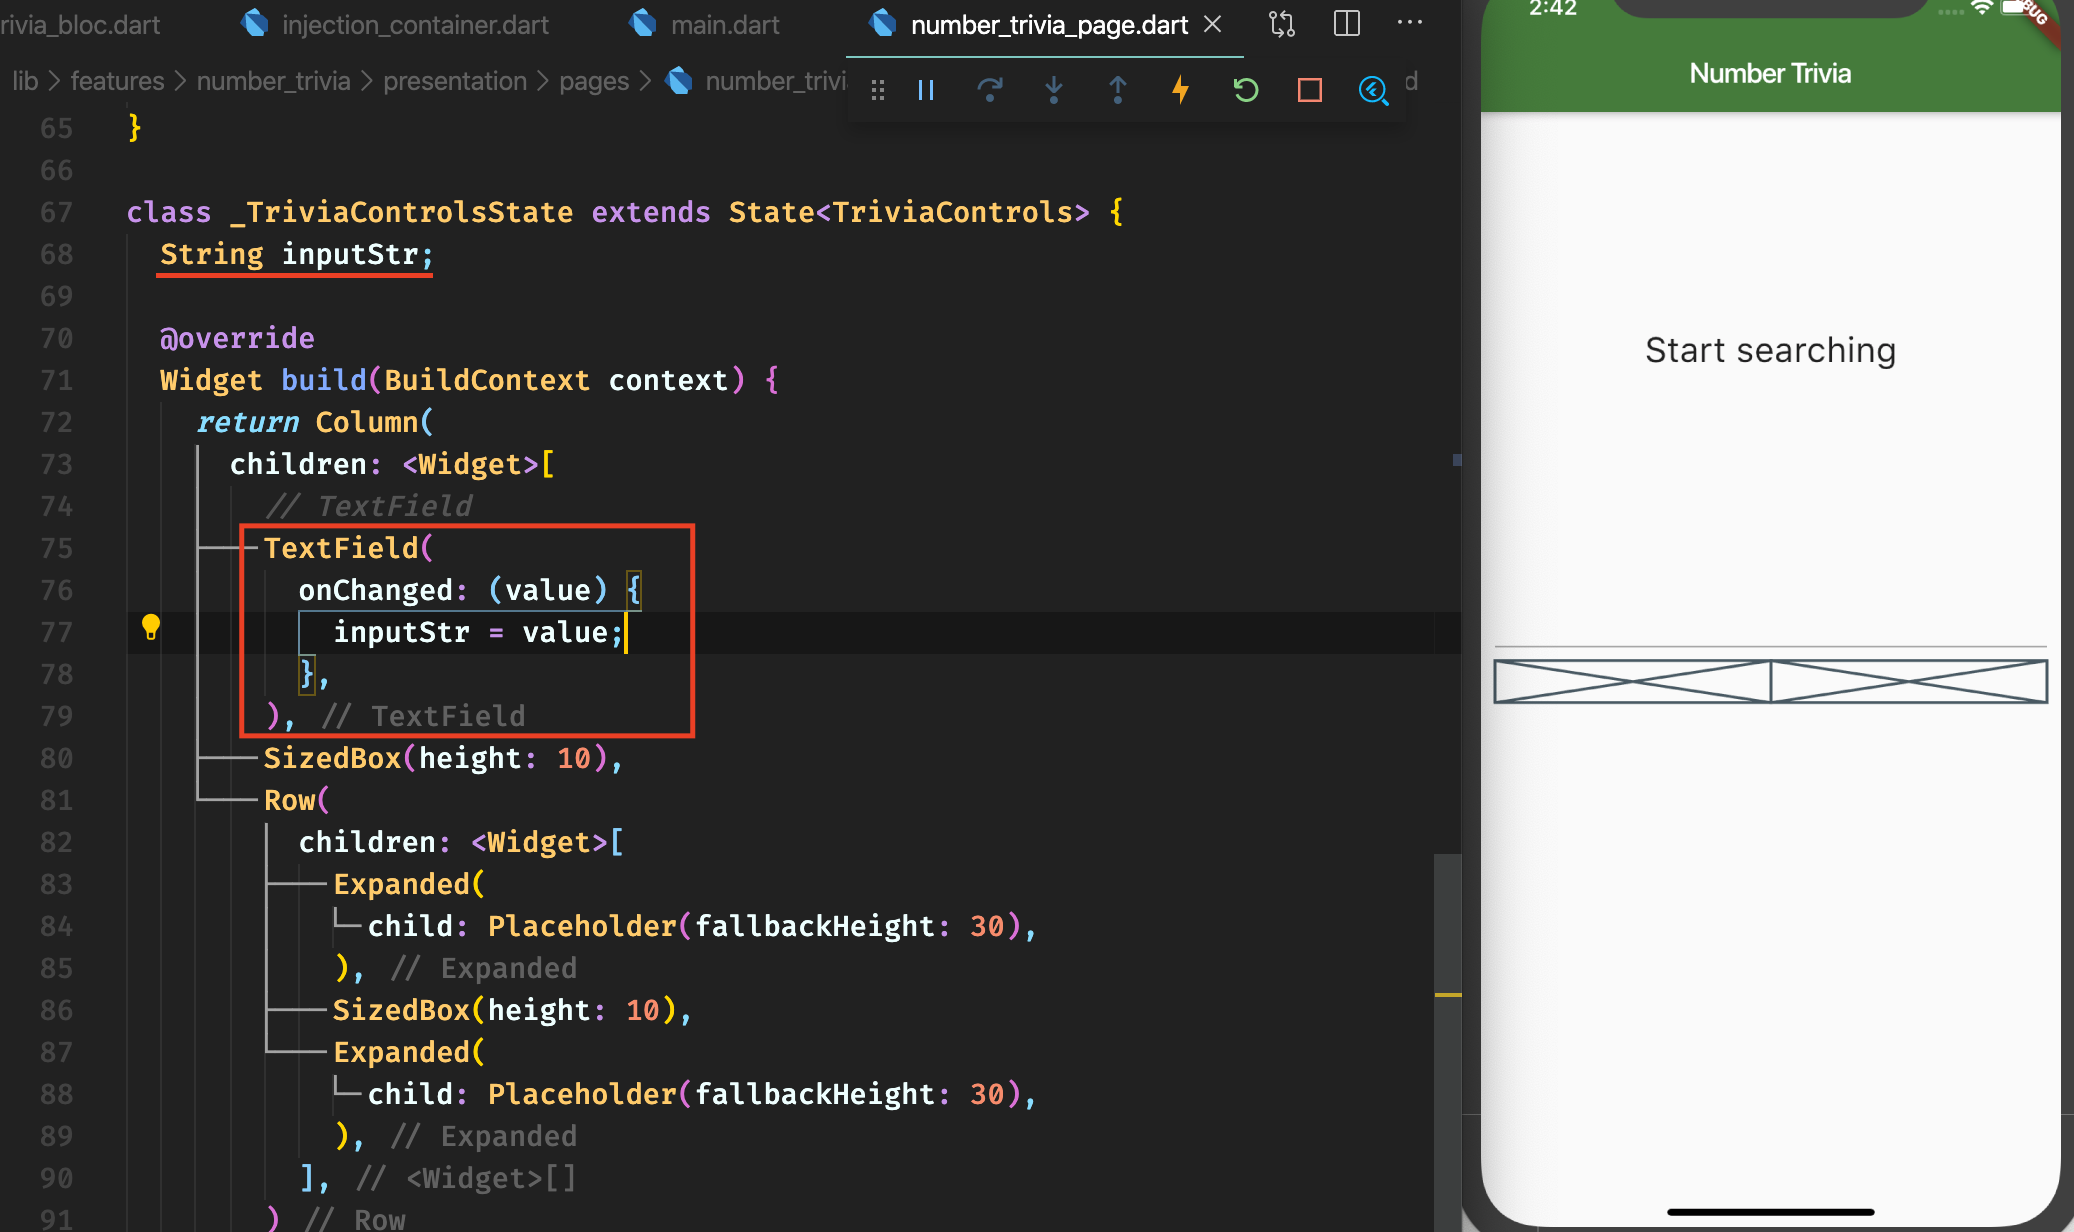 rivia_bloc.dart injection_container.dart main.dart number_trivia_page.dart
lib > features > number_trivia > presentation > pages > number_trivi
65 }
66
67 class _TriviaControlsState extends State<TriviaControls> {
68 String inputStr;
69
70 @override
71 Widget build(BuildContext context) {
72 return Column(
73 children: <Widget>[
74 // TextField
75 TextField(
76 onChanged: (value) {
77 inputStr = value;
78 },
79 ), // TextField
80 SizedBox(height: 10),
81 Row(
82 children: <Widget>[
83 Expanded(
84 child: Placeholder(fallbackHeight: 30),
85 ), // Expanded
86 SizedBox(height: 10),
87 Expanded(
88 child: Placeholder(fallbackHeight: 30),
89 ), // Expanded
90 ], // <Widget>[]
91 ) // Row
2:42
BUG
Number Trivia
Start searching